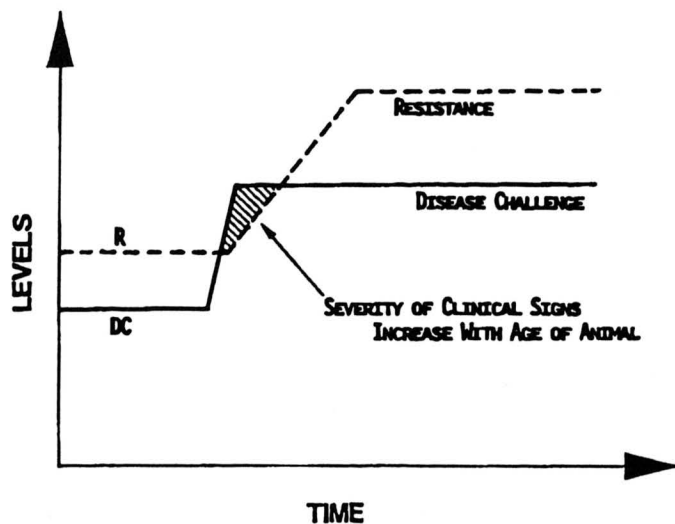 RESISTANCE
R
DISEASE CHALLENGE
LEVELS
SEVERITY OF CLINICAL SIGNS
INCREASE WITH AGE OF ANIMAL
DC
TIME